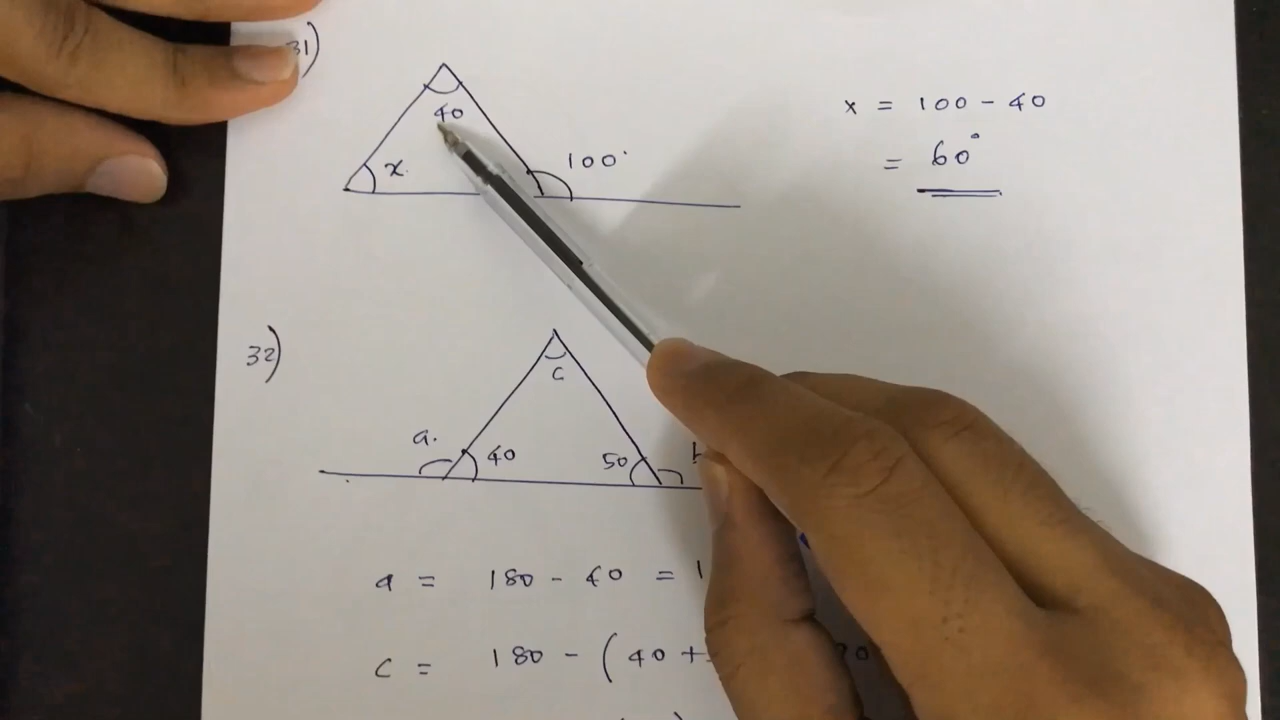 31)
40
x.
100°
x = 100 - 40
= 60°
32)
c
a.
40
50
a = 180 - 40 = 1
c = 180 - ( 40 +